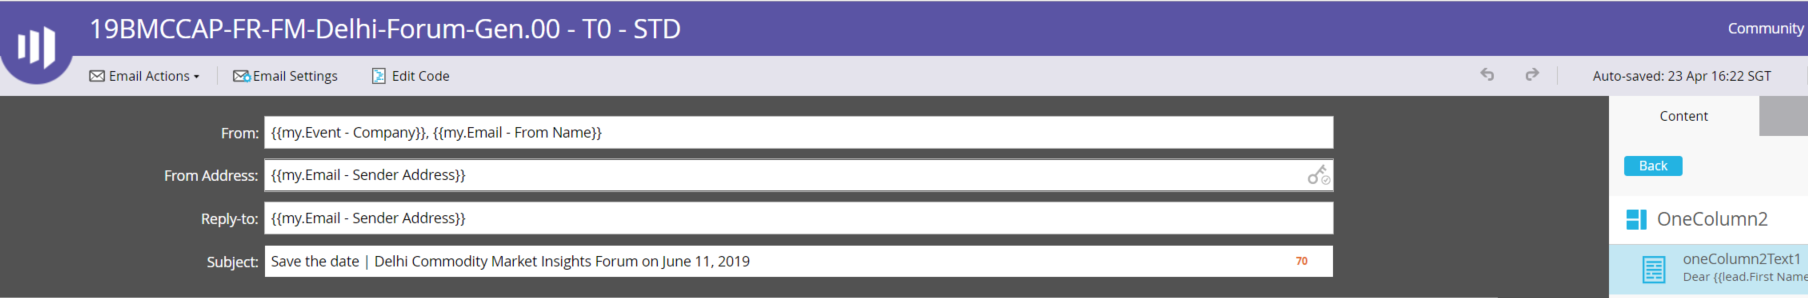 19BMCCAP-FR-FM-Delhi-Forum-Gen.00 - T0 - STD
Community
Email Actions
Email Settings
Edit Code
Auto-saved: 23 Apr 16:22 SGT
From: {{my.Event - Company}}, {{my.Email - From Name}}
From Address: {{my.Email - Sender Address}}
Reply-to: {{my.Email - Sender Address}}
Subject: Save the date | Delhi Commodity Market Insights Forum on June 11, 2019 70
Content
Back
OneColumn2
oneColumn2Text1
Dear {{lead.First Name